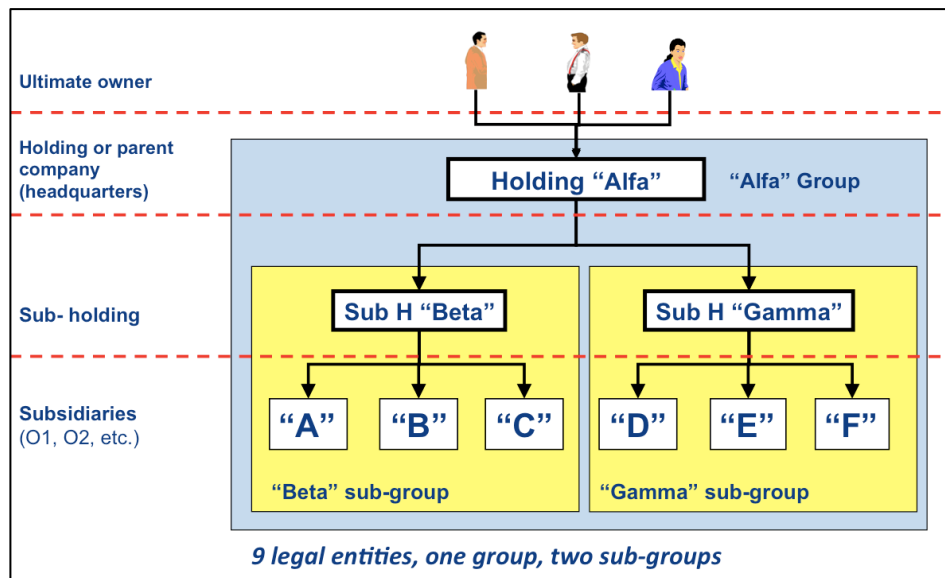 Ultimate owner
Holding or parent
company
(headquarters)
Holding “Alfa”
“Alfa” Group
Sub- holding
Sub H “Beta”
Sub H “Gamma”
Subsidiaries
(O1, O2, etc.)
“A”
“B”
“C”
“D”
“E”
“F”
“Beta” sub-group
“Gamma” sub-group
9 legal entities, one group, two sub-groups